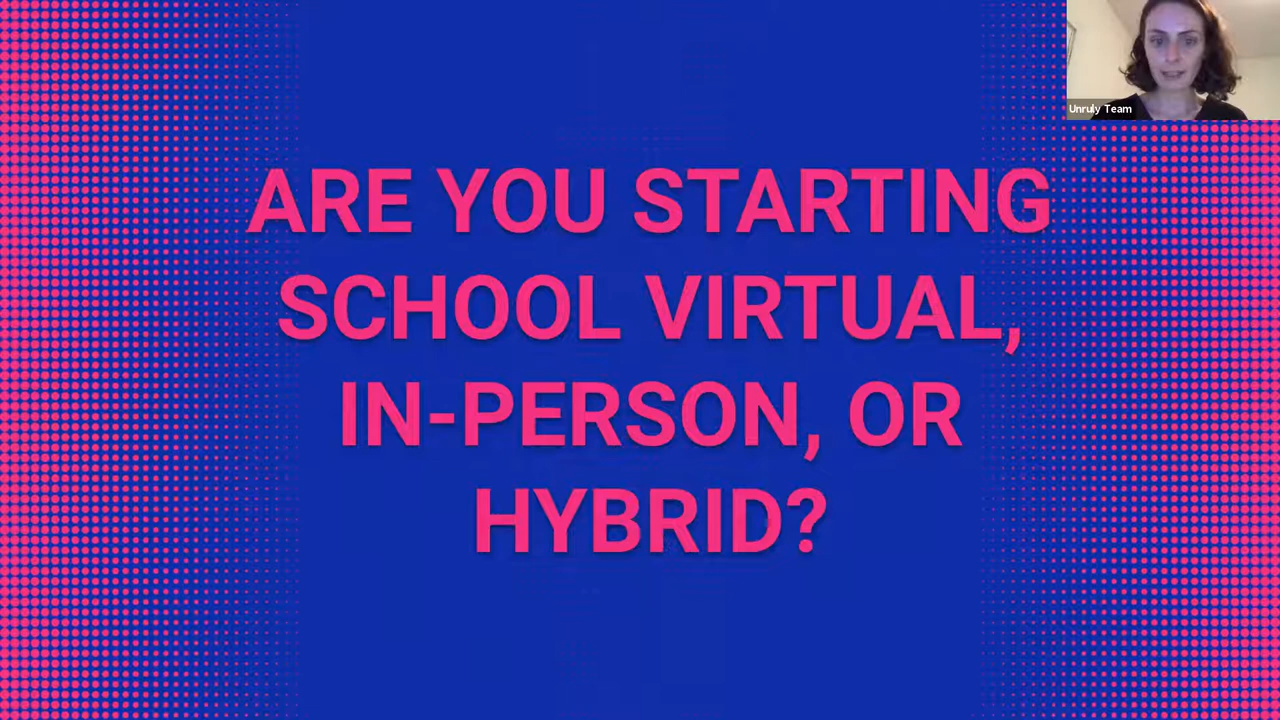 Unruly Team
ARE YOU STARTING
SCHOOL VIRTUAL,
IN-PERSON, OR
HYBRID?